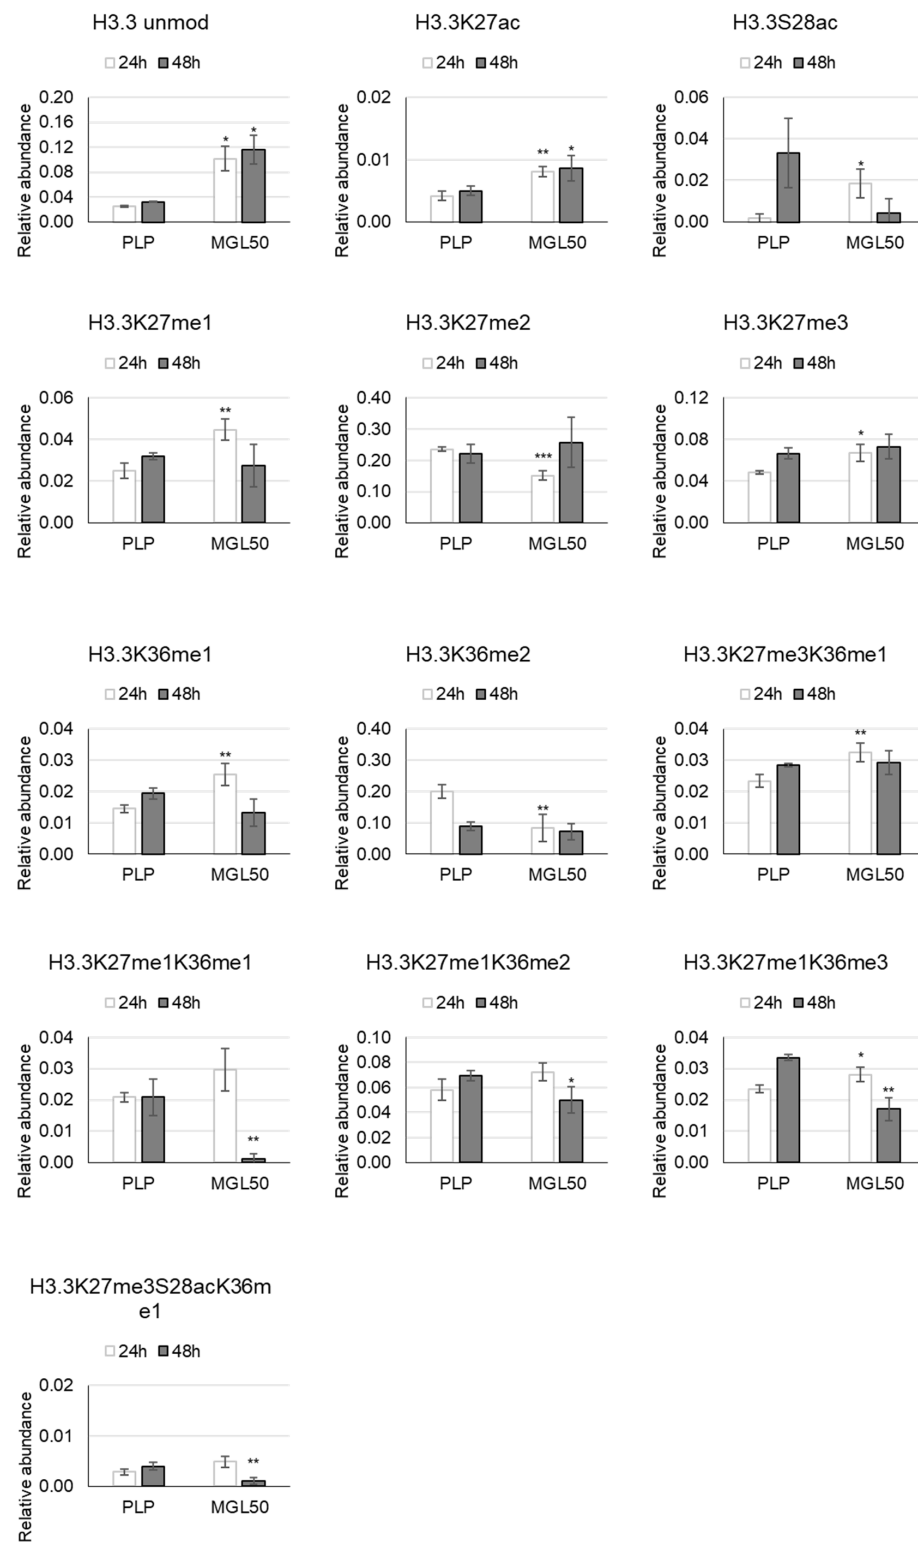 H3.3 unmod
24h 48h
Relative abundance
0.20
0.16
0.12
0.08
0.04
0.00
* *
PLP MGL50
H3.3K27ac
24h 48h
Relative abundance
0.02
0.01
0.00
** *
PLP MGL50
H3.3S28ac
24h 48h
Relative abundance
0.06
0.04
0.02
0.00
*
PLP MGL50
H3.3K27me1
24h 48h
Relative abundance
0.06
0.04
0.02
0.00
**
PLP MGL50
H3.3K27me2
24h 48h
Relative abundance
0.40
0.30
0.20
0.10
0.00
***
PLP MGL50
H3.3K27me3
24h 48h
Relative abundance
0.12
0.08
0.04
0.00
*
PLP MGL50
H3.3K36me1
24h 48h
Relative abundance
0.04
0.03
0.02
0.01
0.00
**
PLP MGL50
H3.3K36me2
24h 48h
Relative abundance
0.40
0.30
0.20
0.10
0.00
**
PLP MGL50
H3.3K27me3K36me1
24h 48h
Relative abundance
0.04
0.03
0.02
0.01
0.00
**
PLP MGL50
H3.3K27me1K36me1
24h 48h
Relative abundance
0.04
0.03
0.02
0.01
0.00
**
PLP MGL50
H3.3K27me1K36me2
24h 48h
Relative abundance
0.10
0.08
0.06
0.04
0.02
0.00
*
PLP MGL50
H3.3K27me1K36me3
24h 48h
Relative abundance
0.04
0.03
0.02
0.01
0.00
*
**
PLP MGL50
H3.3K27me3S28acK36m
e1
24h 48h
Relative abundance
0.02
0.01
0.00
**
PLP MGL50